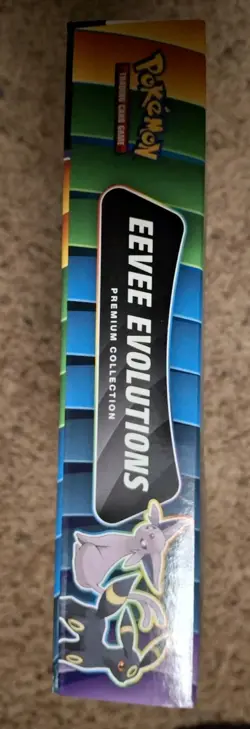 POKÉMON
TRADING CARD GAME
EEVEE EVOLUTIONS
PREMIUM COLLECTION